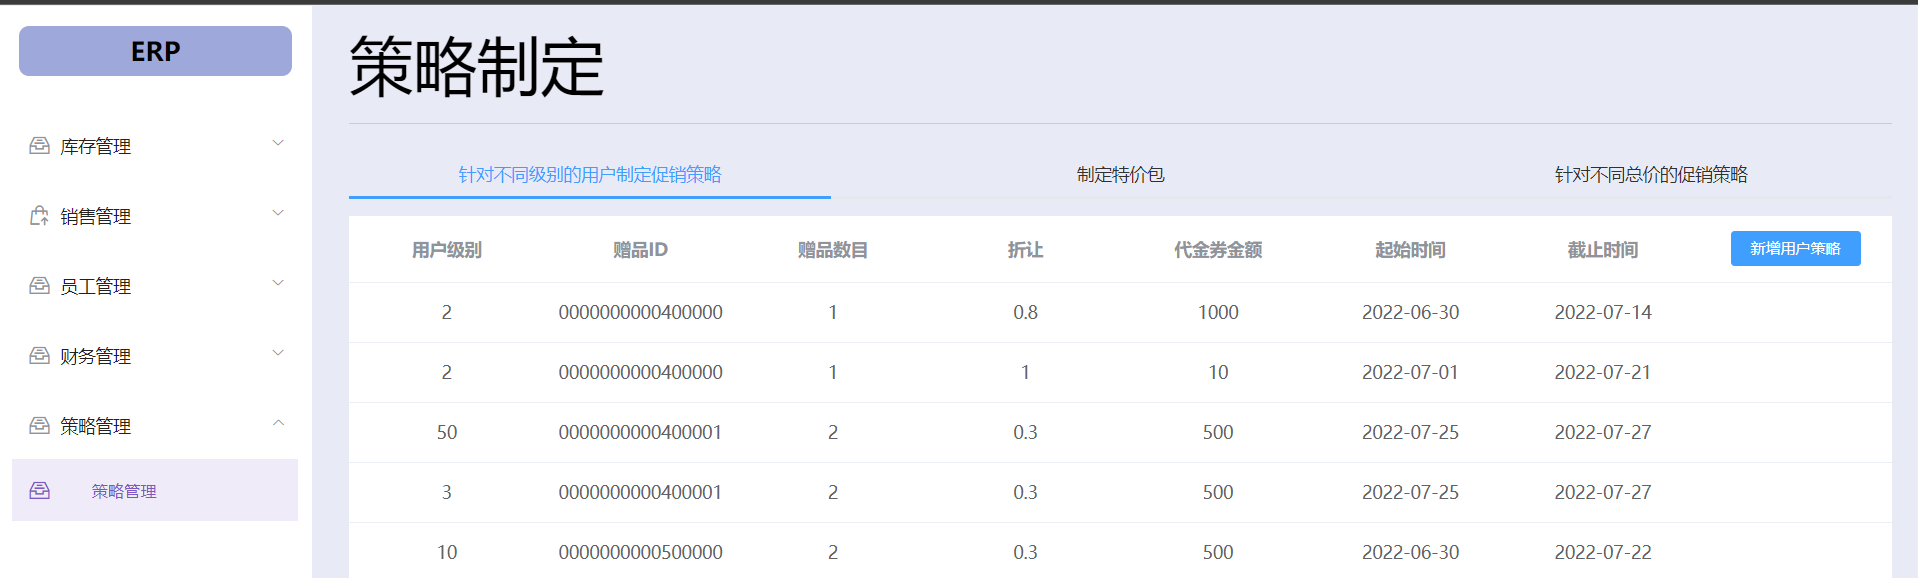 ERP
库存管理
销售管理
员工管理
财务管理
策略管理
策略管理
策略制定
针对不同级别的用户制定促销策略 制定特价包 针对不同总价的促销策略
用户级别 赠品ID 赠品数目 折让 代金券金额 起始时间 截止时间 新增用户策略
2 0000000000400000 1 0.8 1000 2022-06-30 2022-07-14
2 0000000000400000 1 1 10 2022-07-01 2022-07-21
50 0000000000400001 2 0.3 500 2022-07-25 2022-07-27
3 0000000000400001 2 0.3 500 2022-07-25 2022-07-27
10 0000000000500000 2 0.3 500 2022-06-30 2022-07-22